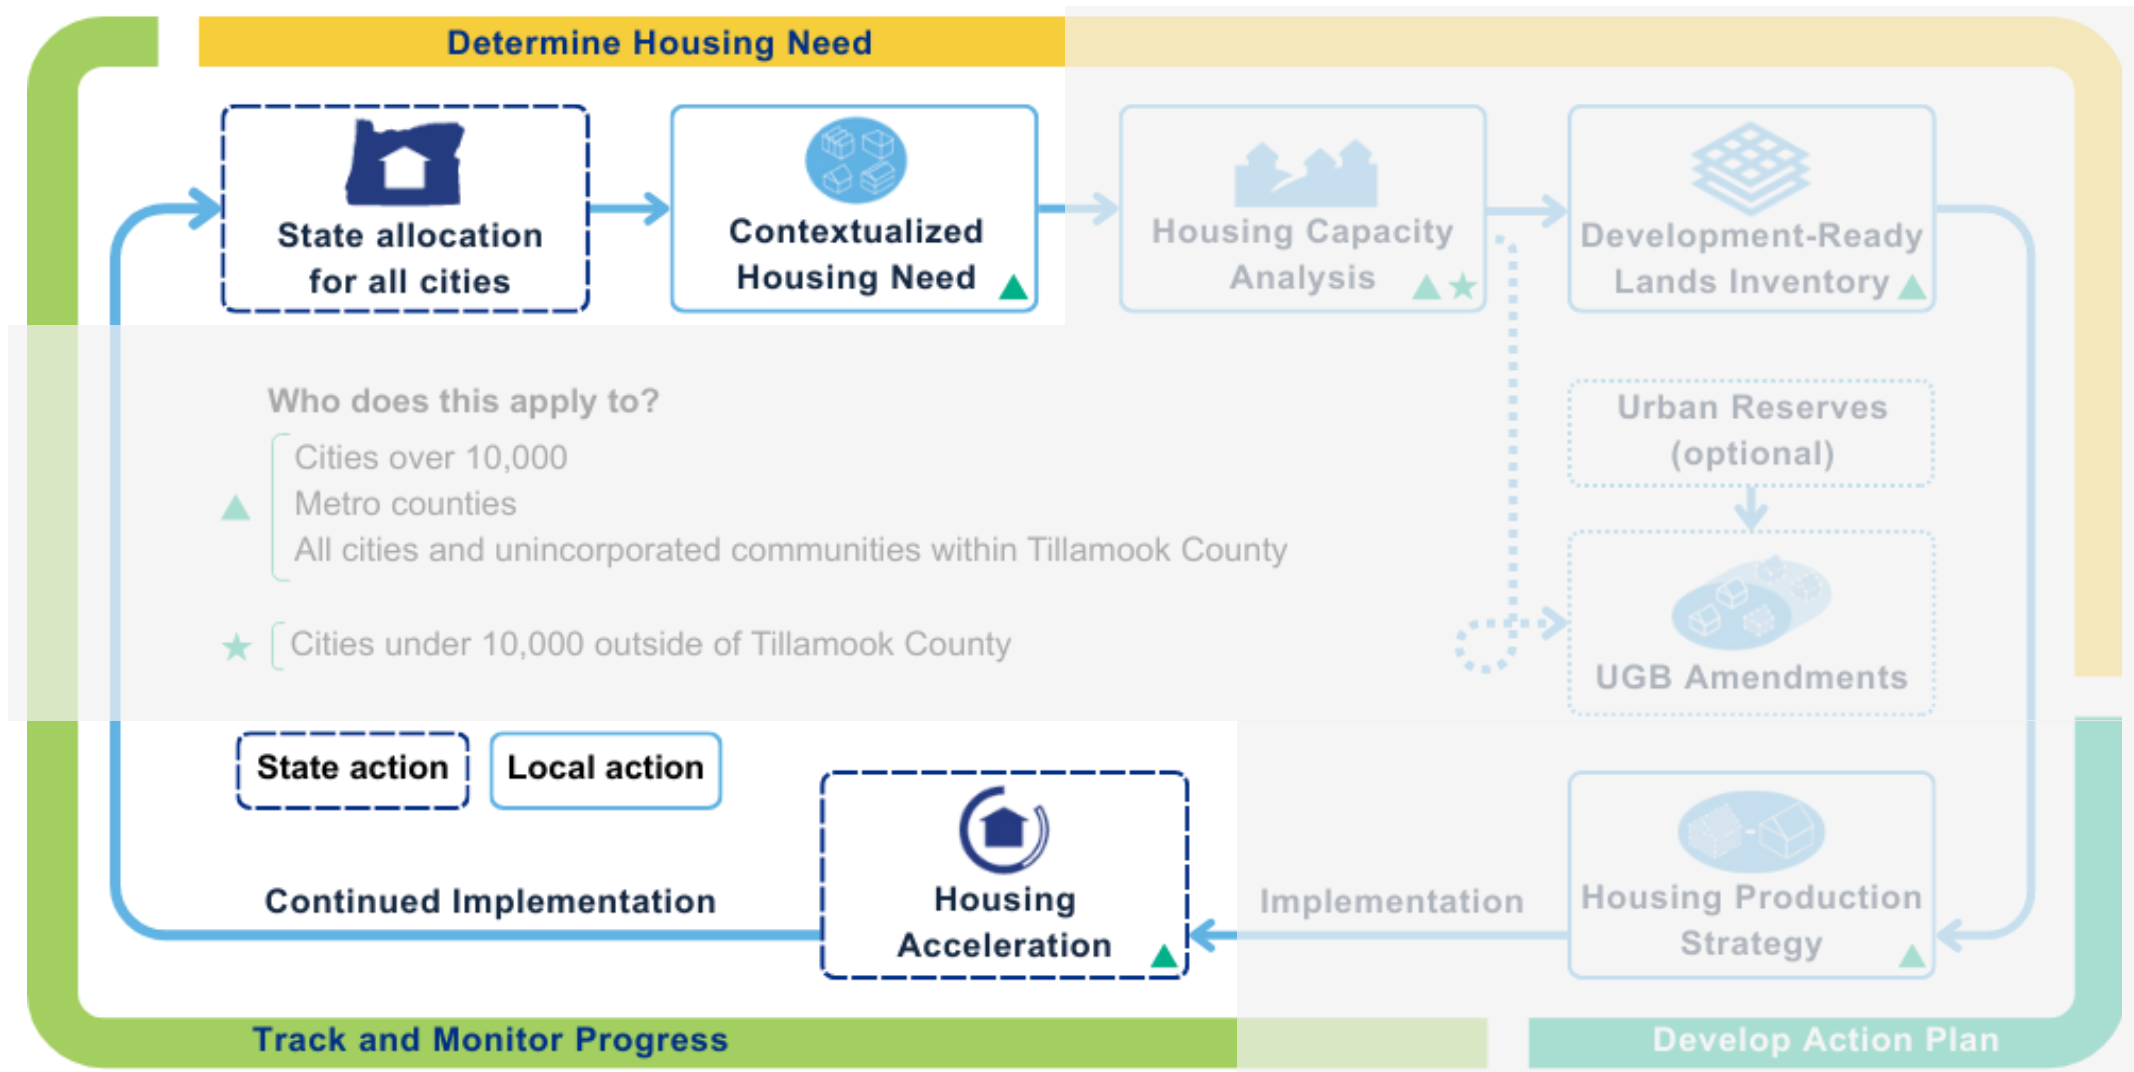 Determine Housing Need
State allocation
for all cities
Contextualized
Housing Need
Housing Capacity
Analysis
Development-Ready
Lands Inventory
Who does this apply to?
Cities over 10,000
Metro counties
All cities and unincorporated communities within Tillamook County
Cities under 10,000 outside of Tillamook County
Urban Reserves
(optional)
UGB Amendments
State action
Local action
Continued Implementation
Housing
Acceleration
Implementation
Housing Production
Strategy
Track and Monitor Progress
Develop Action Plan